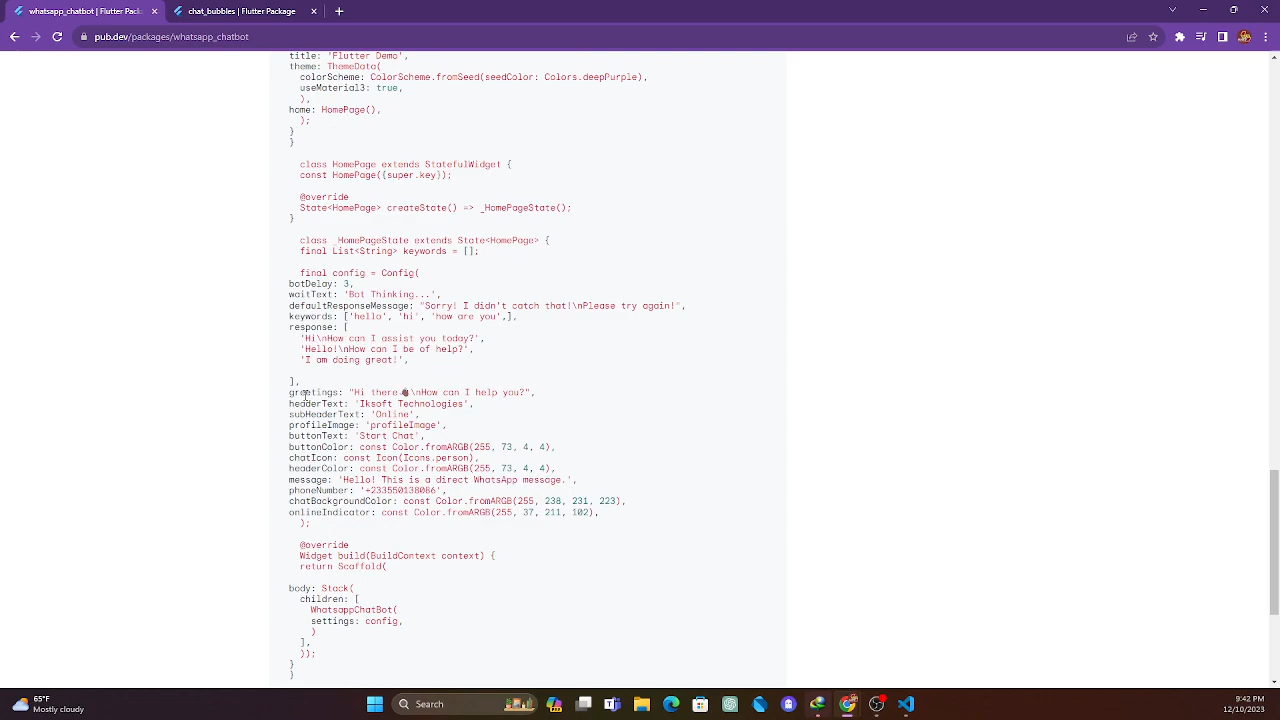 whatsapp_chatbot | Flutter Pack
chat_bubbles | Flutter Package
pub.dev/packages/whatsapp_chatbot
title: 'Flutter Demo',
theme: ThemeData(
colorScheme: ColorScheme.fromSeed(seedColor: Colors.deepPurple),
useMaterial3: true,
),
home: HomePage(),
);
}
}
class HomePage extends StatefulWidget {
const HomePage({super.key});
@override
State<HomePage> createState() => _HomePageState();
}
class _HomePageState extends State<HomePage> {
final List<String> keywords = [];
final config = Config(
botDelay: 3,
waitText: 'Bot Thinking...',
defaultResponseMessage: "Sorry! I didn't catch that!\nPlease try again!",
keywords: ['hello', 'hi', 'how are you',],
response: [
'Hi\nHow can I assist you today?',
'Hello!\nHow can I be of help?',
'I am doing great!',
],
greetings: "Hi there👋🏿\nHow can I help you?",
headerText: 'Iksoft Technologies',
subHeaderText: 'Online',
profileImage: 'profileImage',
buttonText: 'Start Chat',
buttonColor: const Color.fromARGB(255, 73, 4, 4),
chatIcon: const Icon(Icons.person),
headerColor: const Color.fromARGB(255, 73, 4, 4),
message: 'Hello! This is a direct WhatsApp message.',
phoneNumber: '+233550138086',
chatBackgroundColor: const Color.fromARGB(255, 238, 231, 223),
onlineIndicator: const Color.fromARGB(255, 37, 211, 102),
);
@override
Widget build(BuildContext context) {
return Scaffold(
body: Stack(
children: [
WhatsappChatBot(
settings: config,
)
],
));
}
}
65°F
Mostly cloudy
Search
9:42 PM
12/10/2023